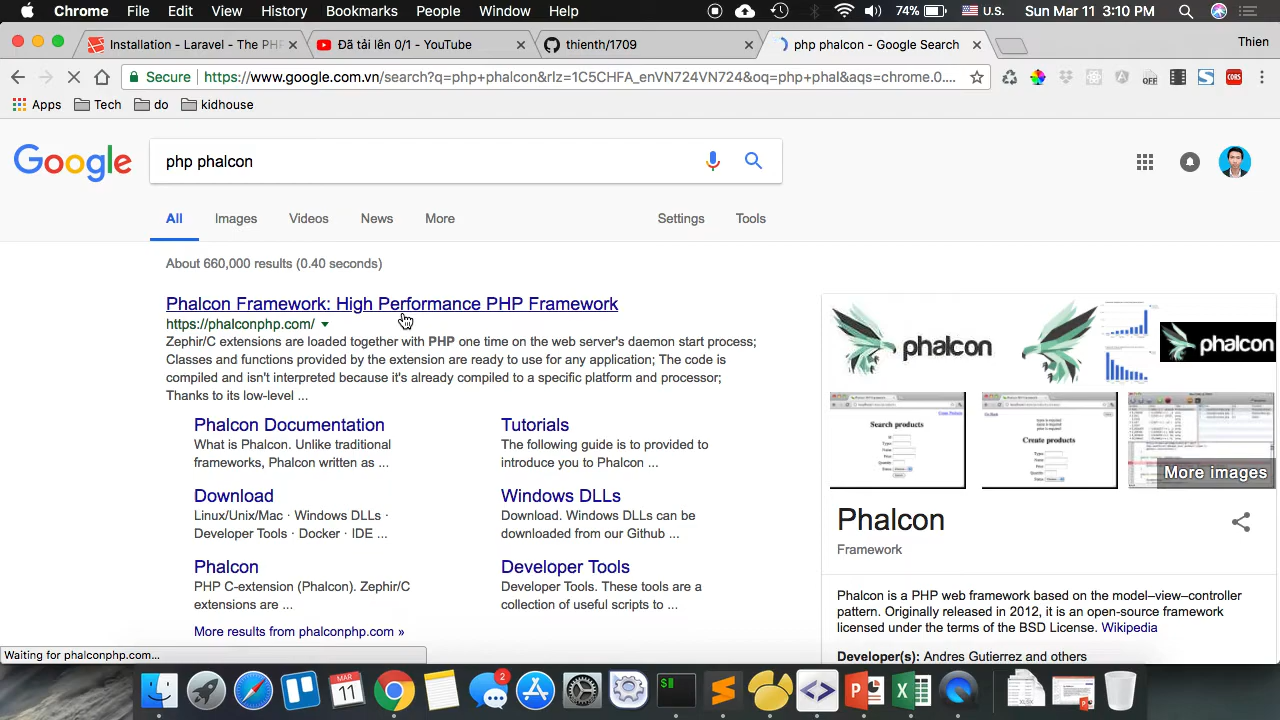 Chrome File Edit View History Bookmarks People Window Help 74% U.S. Sun Mar 11 3:10 PM
Installation - Laravel - The PH
Đã tải lên 0/1 - YouTube
thienth/1709
php phalcon - Google Search
Thien
Secure https://www.google.com.vn/search?q=php+phalcon&rlz=1C5CHFA_enVN724VN724&oq=php+phal&aqs=chrome.0....
OFF
CORS
Apps Tech do kidhouse
Google
php phalcon
All Images Videos News More Settings Tools
About 660,000 results (0.40 seconds)
Phalcon Framework: High Performance PHP Framework
https://phalconphp.com/
Zephir/C extensions are loaded together with PHP one time on the web server's daemon start process;
Classes and functions provided by the extension are ready to use for any application; The code is
compiled and isn't interpreted because it's already compiled to a specific platform and processor;
Thanks to its low-level ...
Phalcon Documentation
What is Phalcon. Unlike traditional
frameworks, Phalcon written as ...
Tutorials
The following guide is to provided to
introduce you to Phalcon ...
Download
Linux/Unix/Mac · Windows DLLs ·
Developer Tools · Docker · IDE ...
Windows DLLs
Download. Windows DLLs can be
downloaded from our Github ...
Phalcon
PHP C-extension (Phalcon). Zephir/C
extensions are ...
Developer Tools
Developer Tools. These tools are a
collection of useful scripts to ...
More results from phalconphp.com »
phalcon
phalcon
Search products
Create products
More images
Phalcon
Framework
Phalcon is a PHP web framework based on the model–view–controller
pattern. Originally released in 2012, it is an open-source framework
licensed under the terms of the BSD License. Wikipedia
Developer(s): Andres Gutierrez and others
Waiting for phalconphp.com...
MAR
11
2